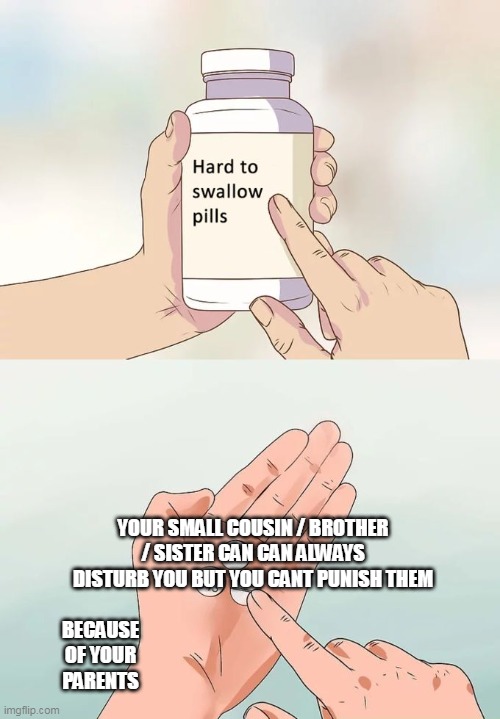 Hard to
swallow
pills
YOUR SMALL COUSIN / BROTHER
/ SISTER CAN CAN ALWAYS
DISTURB YOU BUT YOU CANT PUNISH THEM
BECAUSE
OF YOUR
PARENTS
imgflip.com